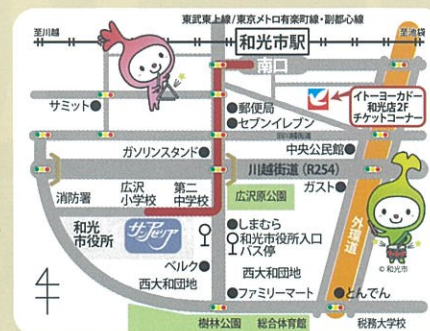 東武東上線/東京メトロ有楽町線・副都心線
至川越
和光市駅
至池袋
南口
イトーヨーカドー
和光店2F
チケットコーナー
サミット
郵便局
セブンイレブン
旧川越街道
ガソリンスタンド
中央公民館
川越街道(R254)
消防署
広沢
小学校
第二
中学校
広沢原公園
ガスト
外環道
和光
市役所
サンアゼリア
しまむら
和光市役所入口
バス停
© 和光市
ベルク
西大和団地
西大和団地
ファミリーマート
とんでん
樹林公園
総合体育館
税務大学校